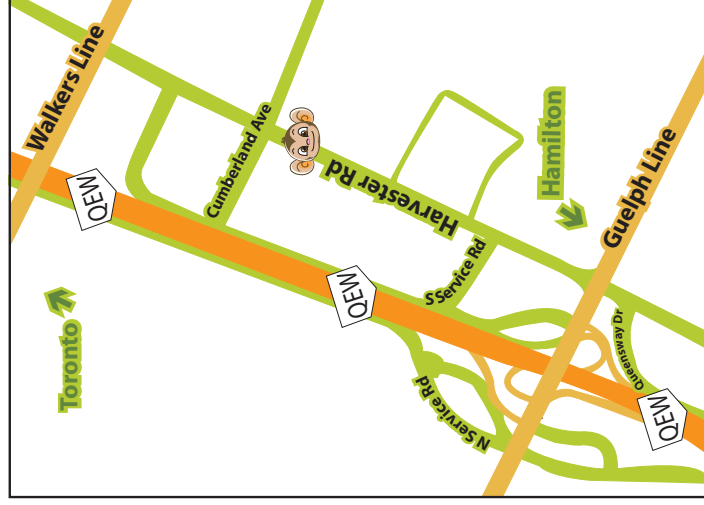 Walkers Line
QEW
Cumberland Ave
Harvester Rd
Hamilton
Guelph Line
QEW
S Service Rd
Toronto
Queensway Dr
N Service Rd
QEW